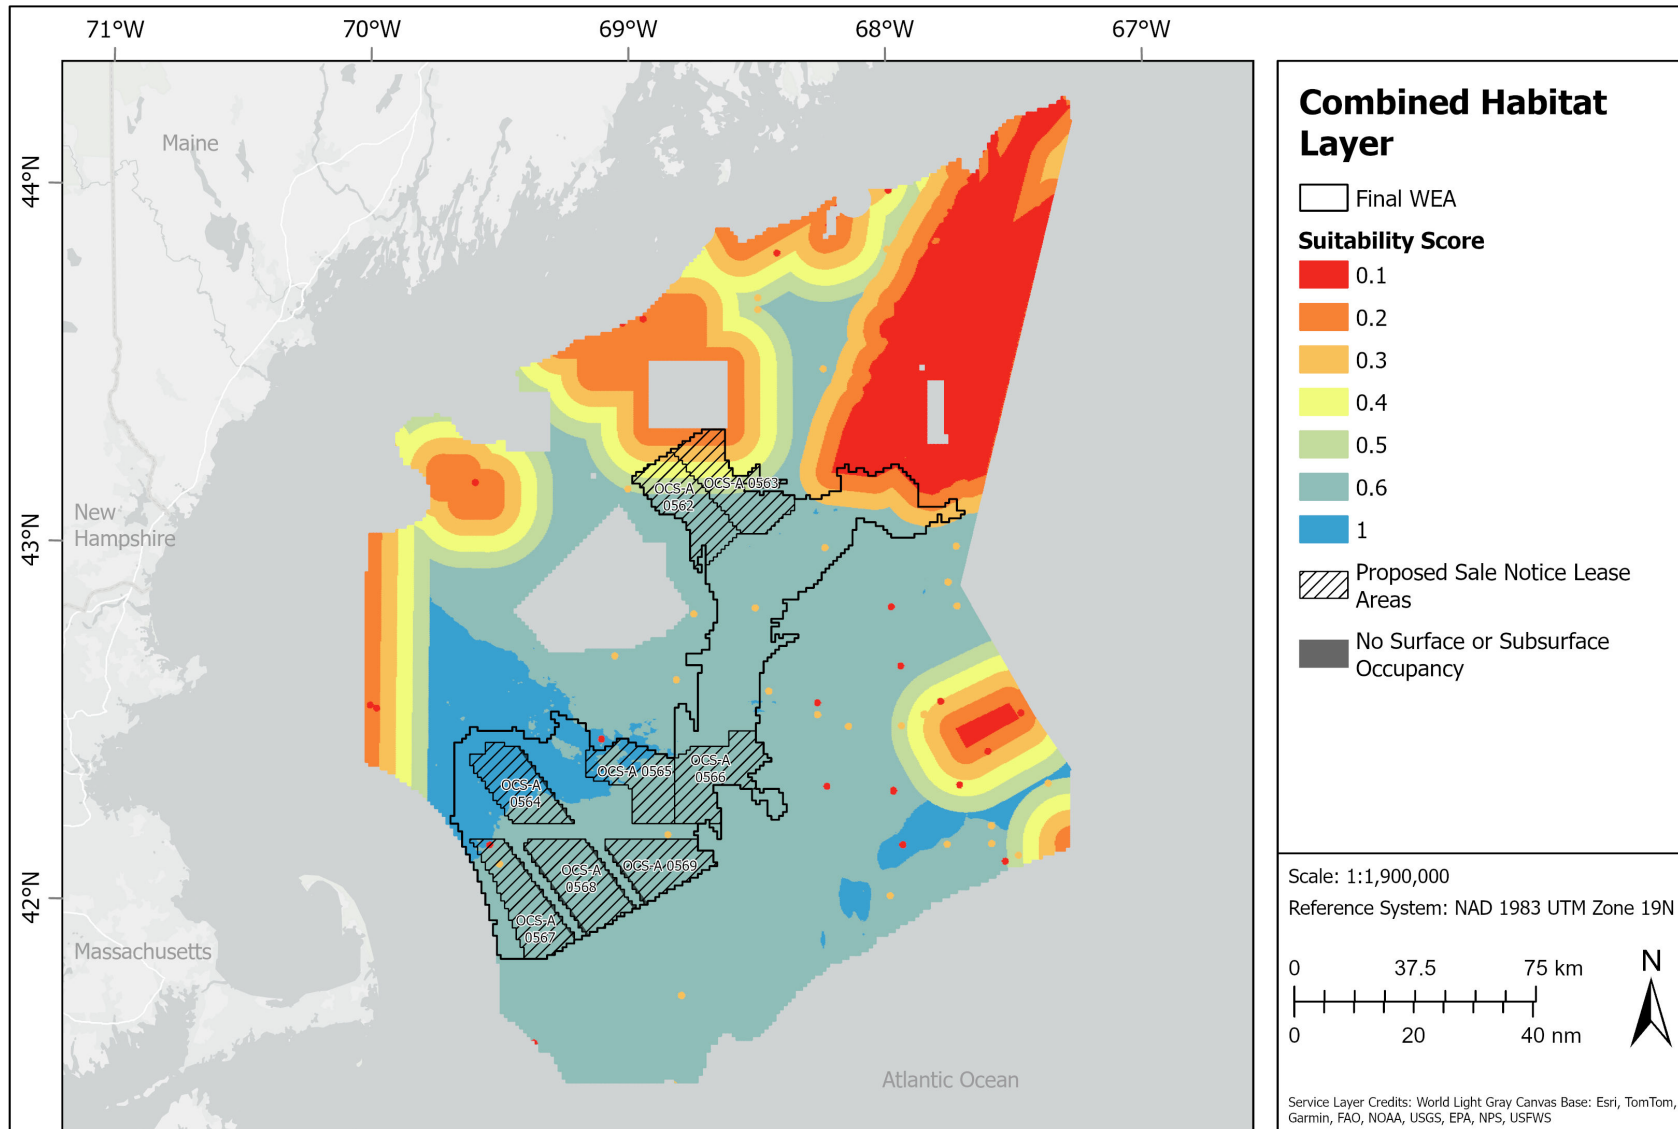 71°W
70°W
69°W
68°W
67°W
44°N
43°N
42°N
Maine
New
Hampshire
Massachusetts
Atlantic Ocean
OCS-A
0562
OCS-A 0563
OCS-A
0564
OCS-A 0565
OCS-A
0566
OCS-A
0567
OCS-A
0568
OCS-A 0569
Combined Habitat
Layer
Final WEA
Suitability Score
0.1
0.2
0.3
0.4
0.5
0.6
1
Proposed Sale Notice Lease
Areas
No Surface or Subsurface
Occupancy
Scale: 1:1,900,000
Reference System: NAD 1983 UTM Zone 19N
0 37.5 75 km
0 20 40 nm
N
Service Layer Credits: World Light Gray Canvas Base: Esri, TomTom,
Garmin, FAO, NOAA, USGS, EPA, NPS, USFWS